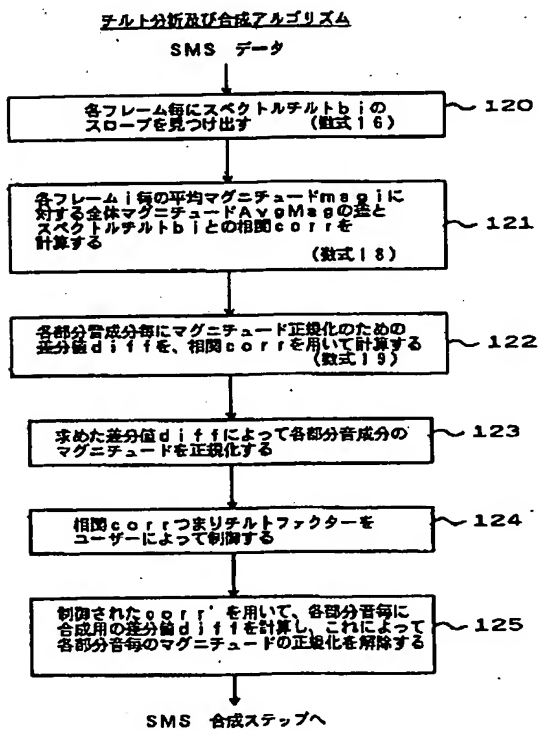 チルト分析及び合成アルゴリズム
SMS データ
各フレーム毎にスペクトルチルトbiの
スロープを見つけ出す (数式16)
120
各フレームi毎の平均マグニチュードmagiに
対する全体マグニチュードAvgMagの差と
スペクトルチルトbiとの相関corrを
計算する
(数式18)
121
各部分音成分毎にマグニチュード正規化のための
差分値diffを、相関corrを用いて計算する
(数式19)
122
求めた差分値diffによって各部分音成分の
マグニチュードを正規化する
123
相関corrつまりチルトファクターを
ユーザーによって制御する
124
制御されたcorr'を用いて、各部分音毎に
合成用の差分値diffを計算し、これによって
各部分音毎のマグニチュードの正規化を解除する
125
SMS 合成ステップへ